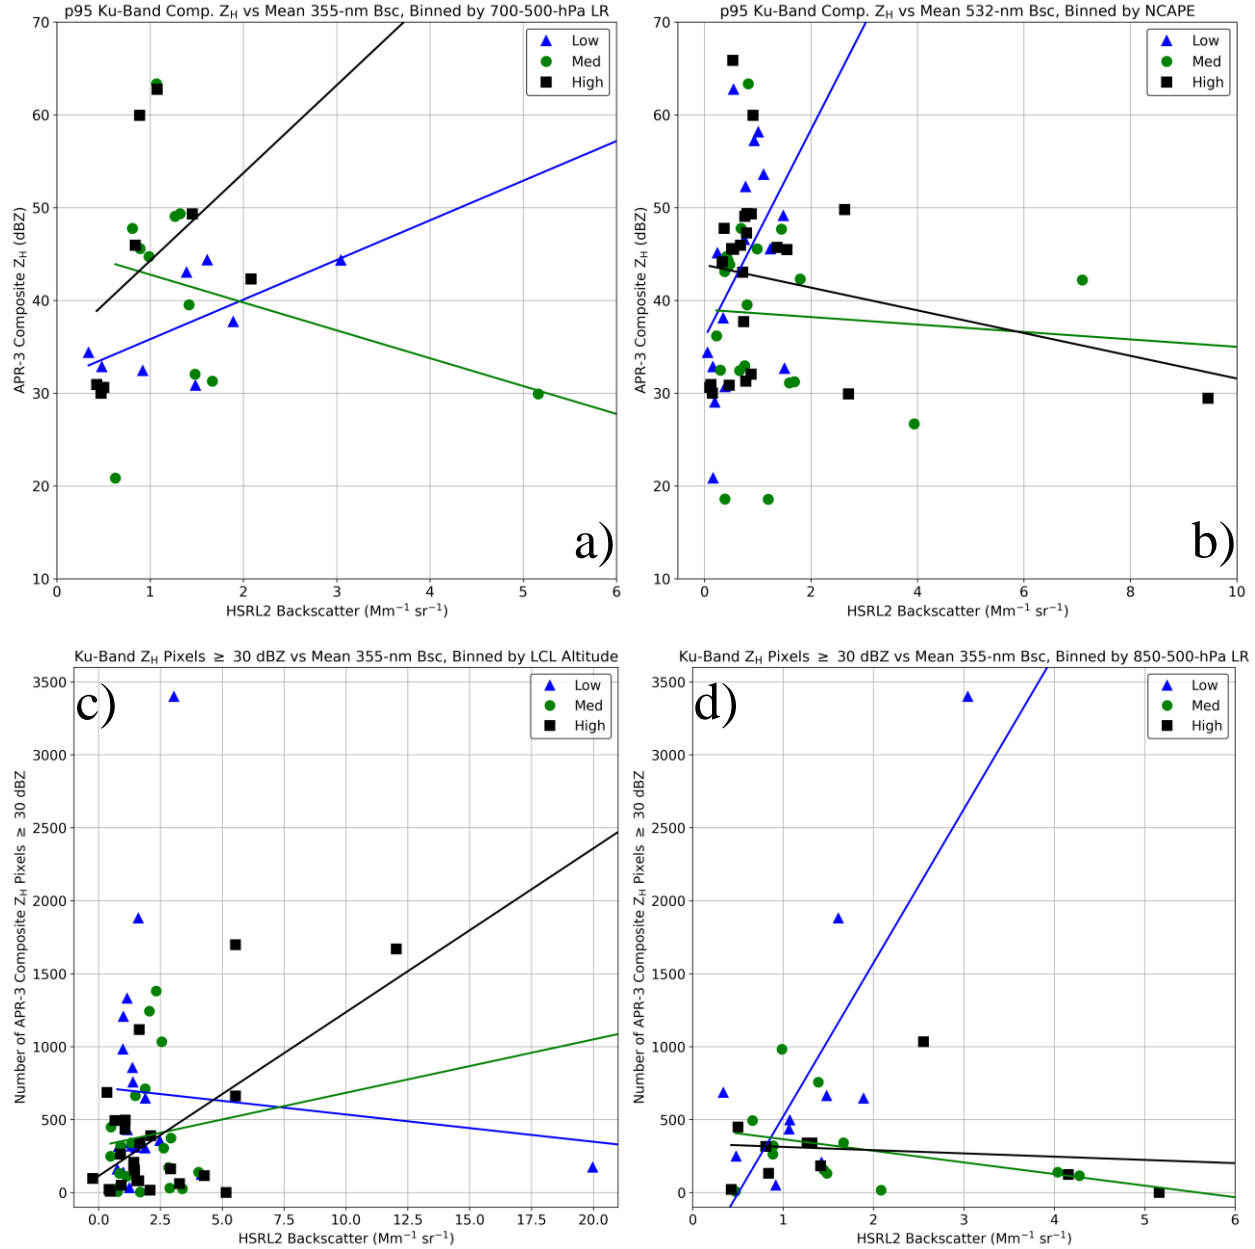 p95 Ku-Band Comp. Z_H vs Mean 355-nm Bsc, Binned by 700-500-hPa LR
70
60
50
40
30
20
10
APR-3 Composite Z_H (dBZ)
Low
Med
High
a)
0 1 2 3 4 5 6
HSRL2 Backscatter (Mm⁻¹ sr⁻¹)
p95 Ku-Band Comp. Z_H vs Mean 532-nm Bsc, Binned by NCAPE
70
60
50
40
30
20
10
APR-3 Composite Z_H (dBZ)
Low
Med
High
b)
0 2 4 6 8 10
HSRL2 Backscatter (Mm⁻¹ sr⁻¹)
Ku-Band Z_H Pixels ≥ 30 dBZ vs Mean 355-nm Bsc, Binned by LCL Altitude
3500
3000
2500
2000
1500
1000
500
0
Number of APR-3 Composite Z_H Pixels ≥ 30 dBZ
c)
Low
Med
High
0.0 2.5 5.0 7.5 10.0 12.5 15.0 17.5 20.0
HSRL2 Backscatter (Mm⁻¹ sr⁻¹)
Ku-Band Z_H Pixels ≥ 30 dBZ vs Mean 355-nm Bsc, Binned by 850-500-hPa LR
3500
3000
2500
2000
1500
1000
500
0
Number of APR-3 Composite Z_H Pixels ≥ 30 dBZ
d)
Low
Med
High
0 1 2 3 4 5 6
HSRL2 Backscatter (Mm⁻¹ sr⁻¹)